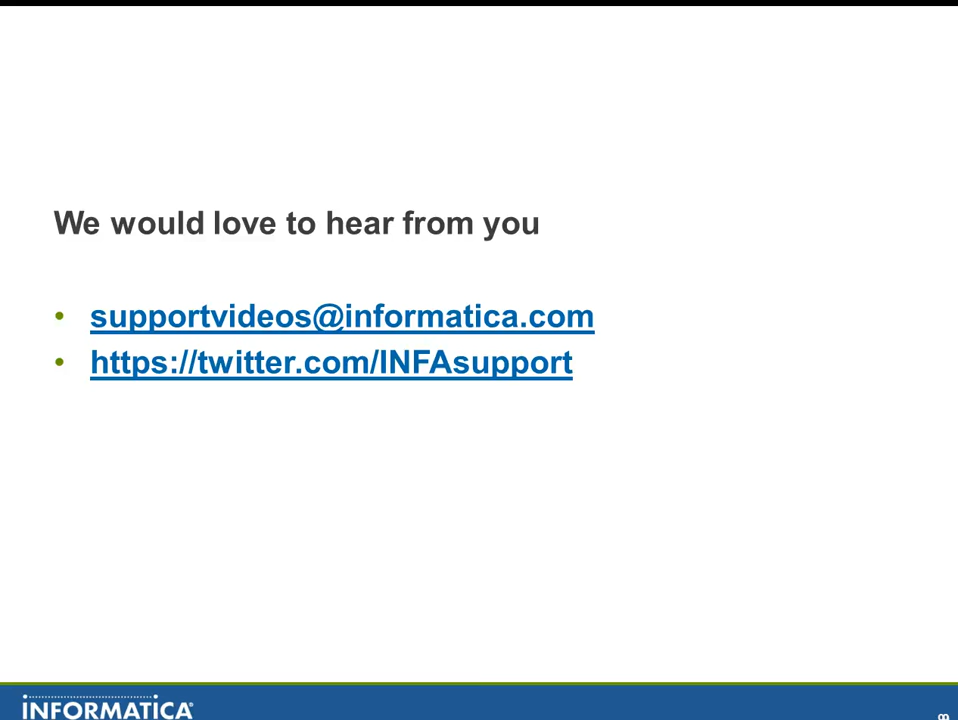 We would love to hear from you
• supportvideos@informatica.com
• https://twitter.com/INFAsupport
INFORMATICA®